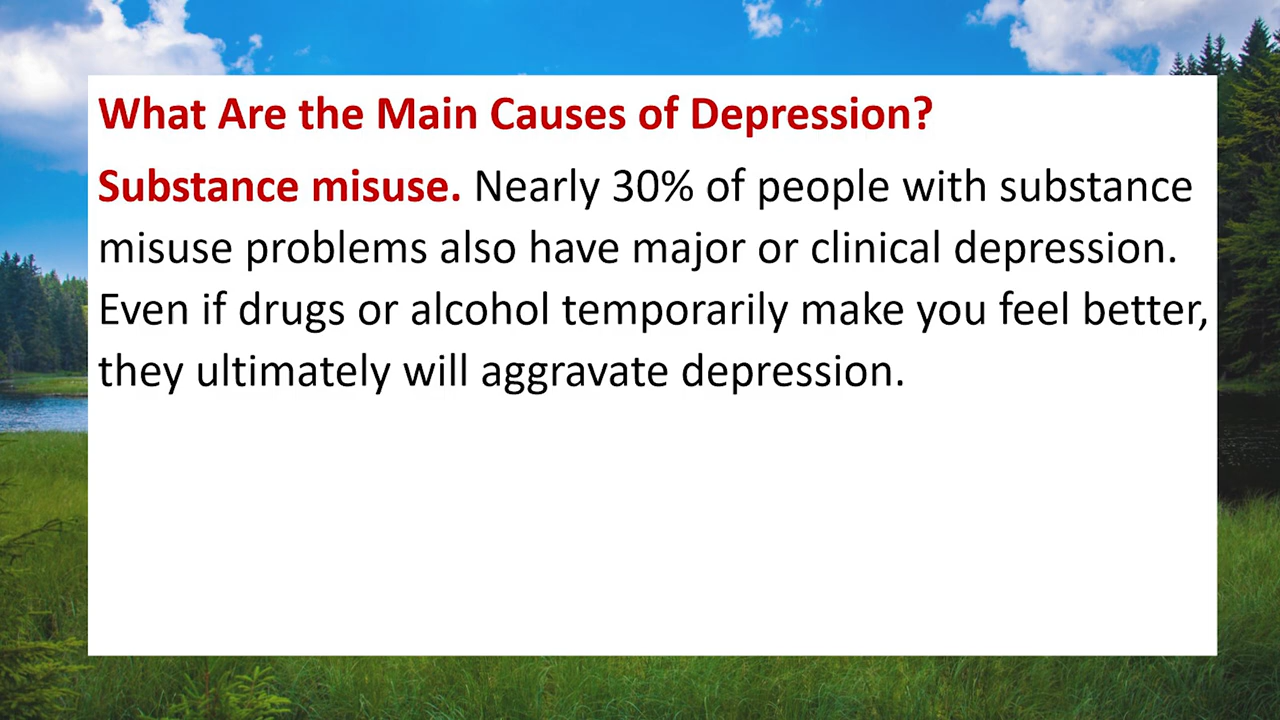 What Are the Main Causes of Depression?
Substance misuse. Nearly 30% of people with substance
misuse problems also have major or clinical depression.
Even if drugs or alcohol temporarily make you feel better,
they ultimately will aggravate depression.